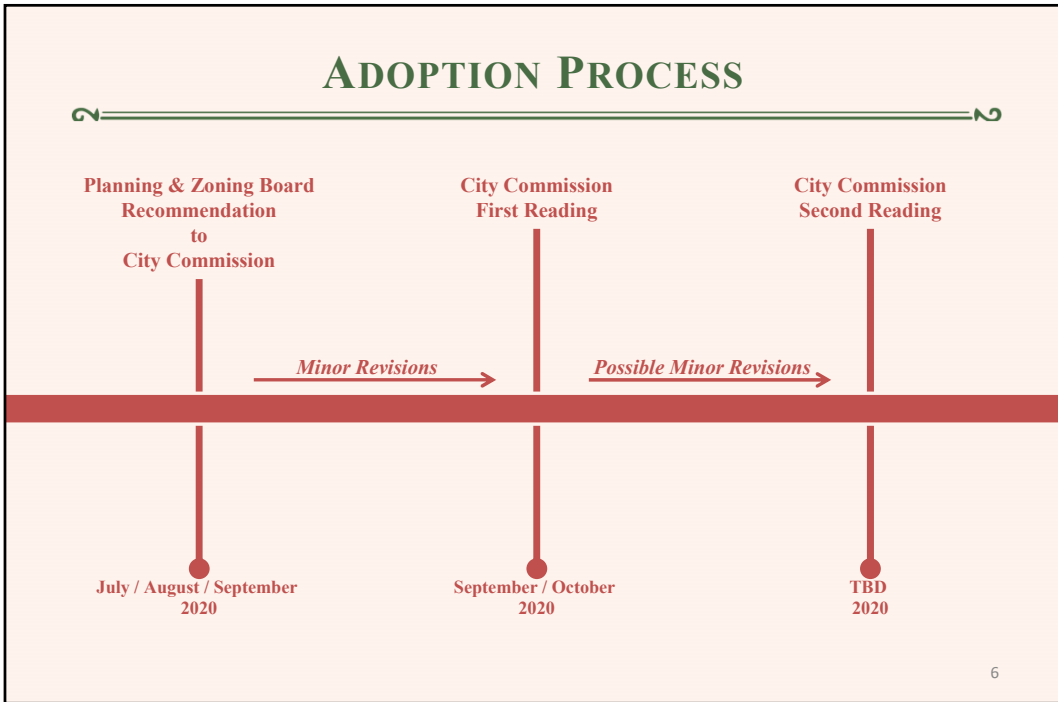 ADOPTION PROCESS
Planning & Zoning Board
Recommendation
to
City Commission
City Commission
First Reading
City Commission
Second Reading
Minor Revisions
Possible Minor Revisions
July / August / September
2020
September / October
2020
TBD
2020
6